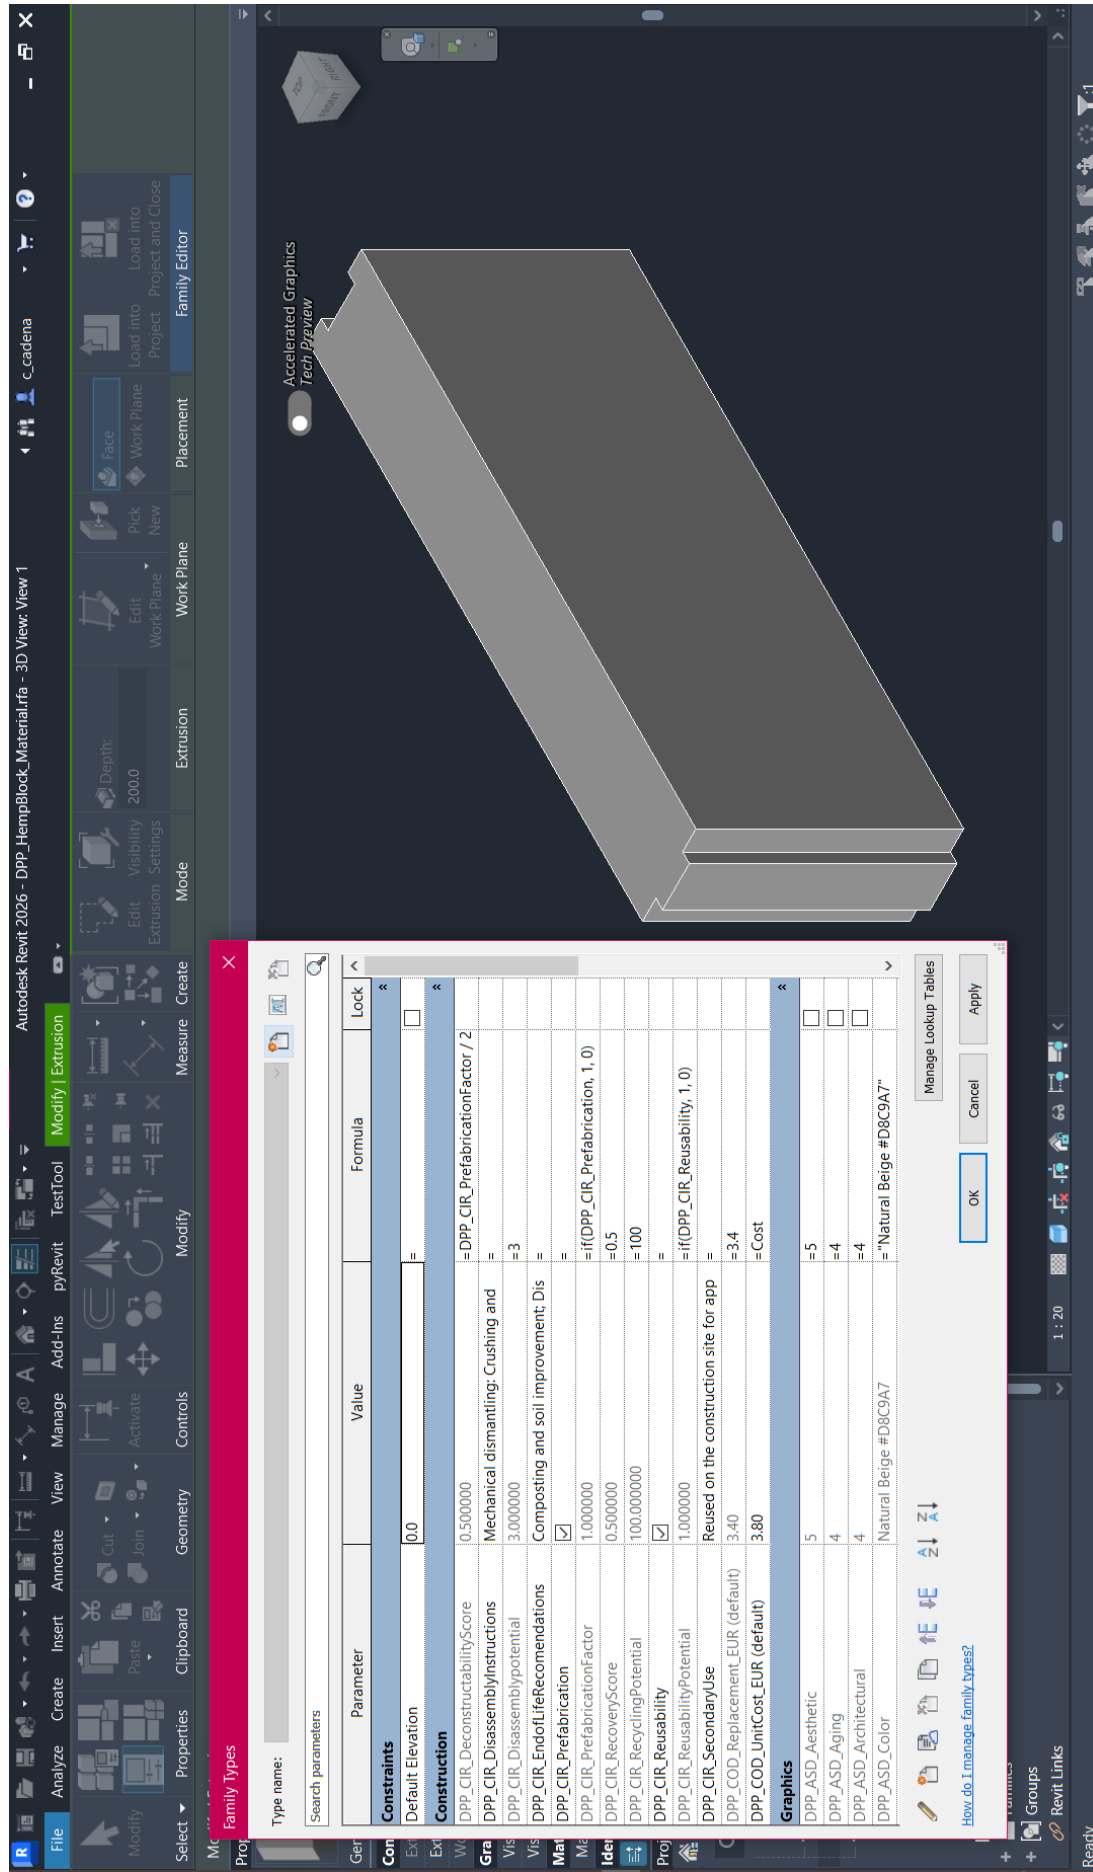 Autodesk Revit 2026 - DPP_HempBlock_Material.rfa - 3D View: View 1
c_cadena
File Analyze Create Insert Annotate View Manage Add-Ins pyRevit TestTool Modify | Extrusion
Modify
Paste
Cut
Join
Activate
Edit Extrusion
Visibility Settings
Depth:
200.0
Edit Work Plane
Pick New
Face
Work Plane
Load into Project
Load into Project and Close
Select Properties Clipboard Geometry Controls Modify Measure Create Mode Extrusion Work Plane Placement Family Editor
Family Types
Type name:
Search parameters
Parameter Value Formula Lock
Constraints
Default Elevation 0.0 =
Construction
DPP_CIR_DeconstructabilityScore 0.500000 =DPP_CIR_PrefabricationFactor / 2
DPP_CIR_DisassemblyInstructions Mechanical dismantling: Crushing and =
DPP_CIR_Disassemblypotential 3.000000 =3
DPP_CIR_EndofLifeRecomendations Composting and soil improvement; Dis =
DPP_CIR_Prefabrication =
DPP_CIR_PrefabricationFactor 1.000000 =if(DPP_CIR_Prefabrication, 1, 0)
DPP_CIR_RecoveryScore 0.500000 =0.5
DPP_CIR_RecyclingPotential 100.000000 =100
DPP_CIR_Reusability =
DPP_CIR_ReusabilityPotential 1.000000 =if(DPP_CIR_Reusability, 1, 0)
DPP_CIR_SecondaryUse Reused on the construction site for app =
DPP_COD_Replacement_EUR (default) 3.40 =3.4
DPP_COD_UnitCost_EUR (default) 3.80 =Cost
Graphics
DPP_ASD_Aesthetic 5 =5
DPP_ASD_Aging 4 =4
DPP_ASD_Architectural 4 =4
DPP_ASD_Color Natural Beige #D8C9A7 ="Natural Beige #D8C9A7"
Manage Lookup Tables
How do I manage family types?
OK Cancel Apply
Accelerated Graphics
Tech Preview
TOP
FRONT
RIGHT
Groups
Revit Links
1 : 20
Ready
:1